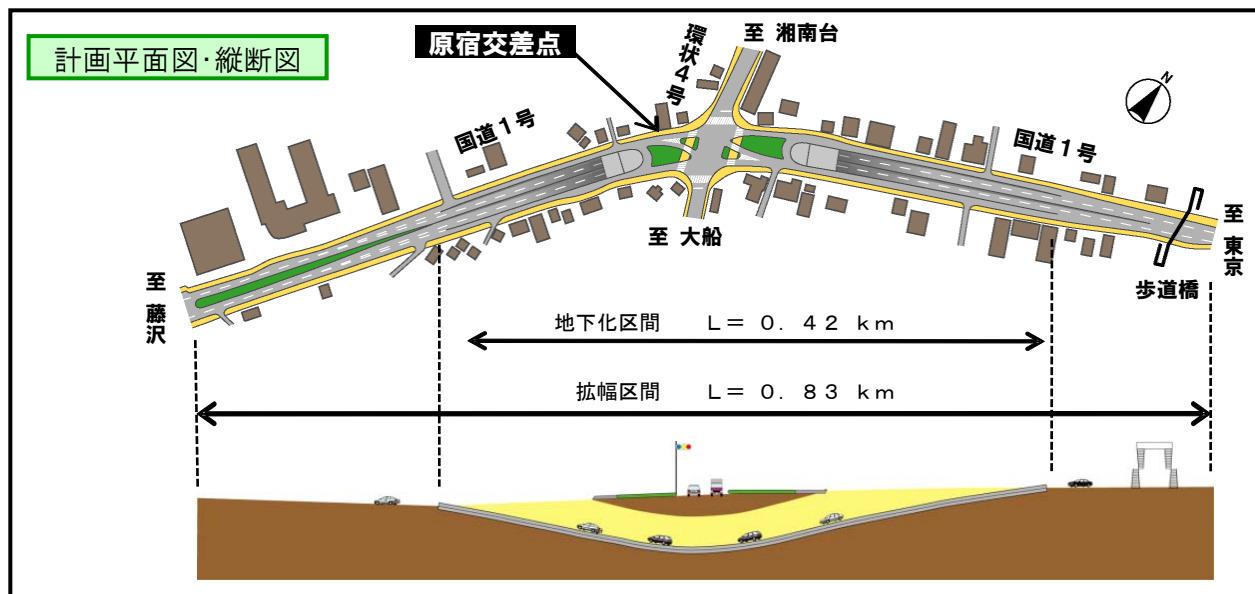 計画平面図・縦断図
原宿交差点
環状4号
至 湘南台
N
国道1号
国道1号
至 大船
至 東京
歩道橋
至 藤沢
地下化区間 L＝ ０．４２ ｋｍ
拡幅区間 L＝ ０．８３ ｋｍ